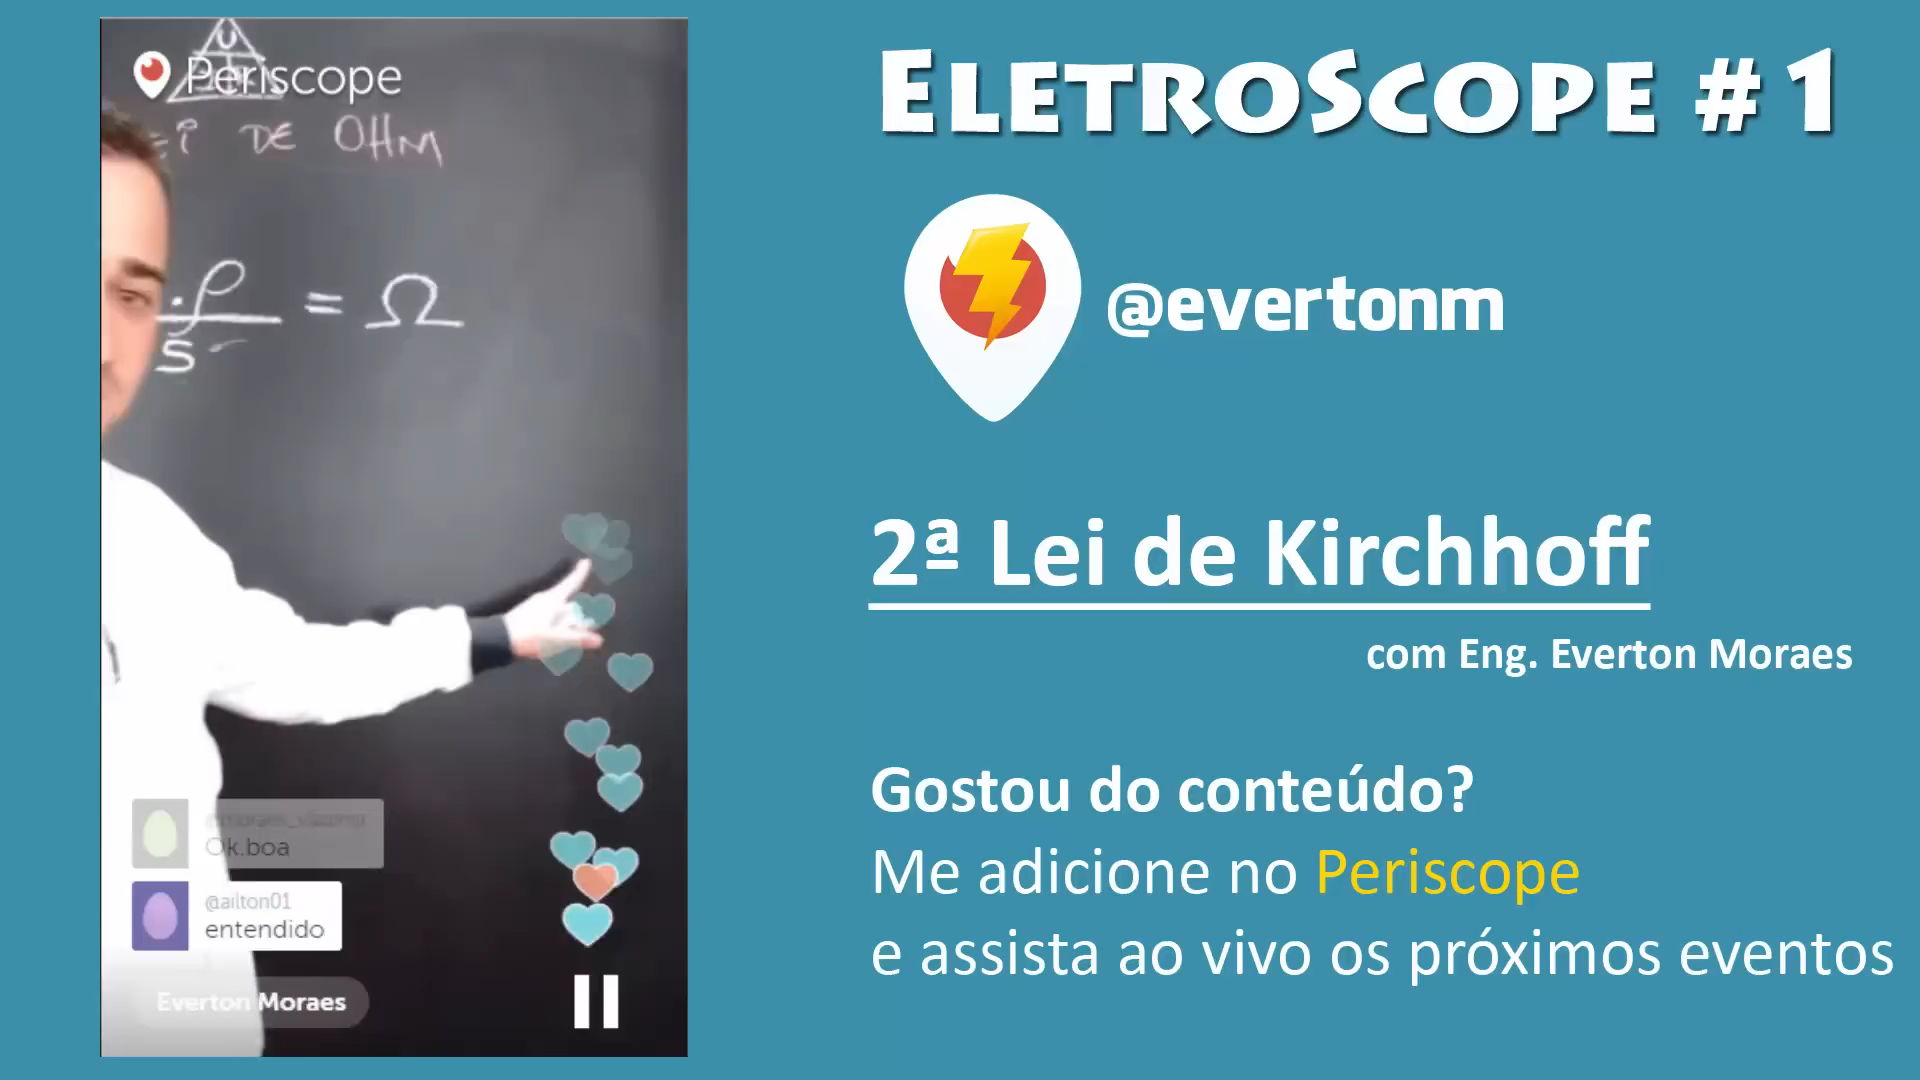 U
Periscope
EI DE OHM
.ρ
S
= Ω
Ok.boa
@ailton01
entendido
Everton Moraes
ELETROSCOPE #1
@evertonm
2ª Lei de Kirchhoff
com Eng. Everton Moraes
Gostou do conteúdo?
Me adicione no Periscope
e assista ao vivo os próximos eventos